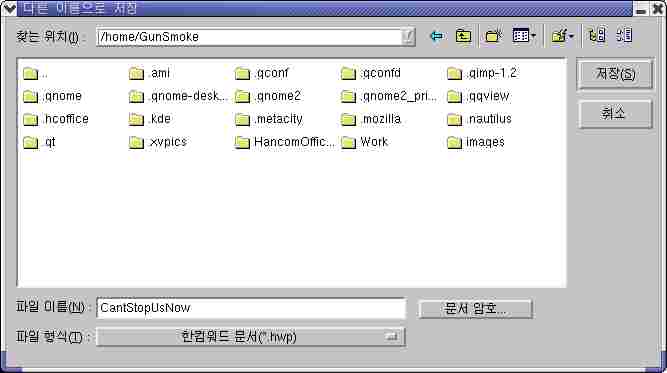 다른 이름으로 저장
찾는 위치(I) : /home/GunSmoke
.. .ami .gconf .gconfd .gimp-1.2
.gnome .gnome-desk... .gnome2 .gnome2_pri... .gqview
.hcoffice .kde .metacity .mozilla .nautilus
.qt .xvpics HancomOffic... Work images
저장(S)
취소
파일 이름(N) : CantStopUsNow 문서 암호...
파일 형식(T) : 한컴워드 문서(*.hwp)